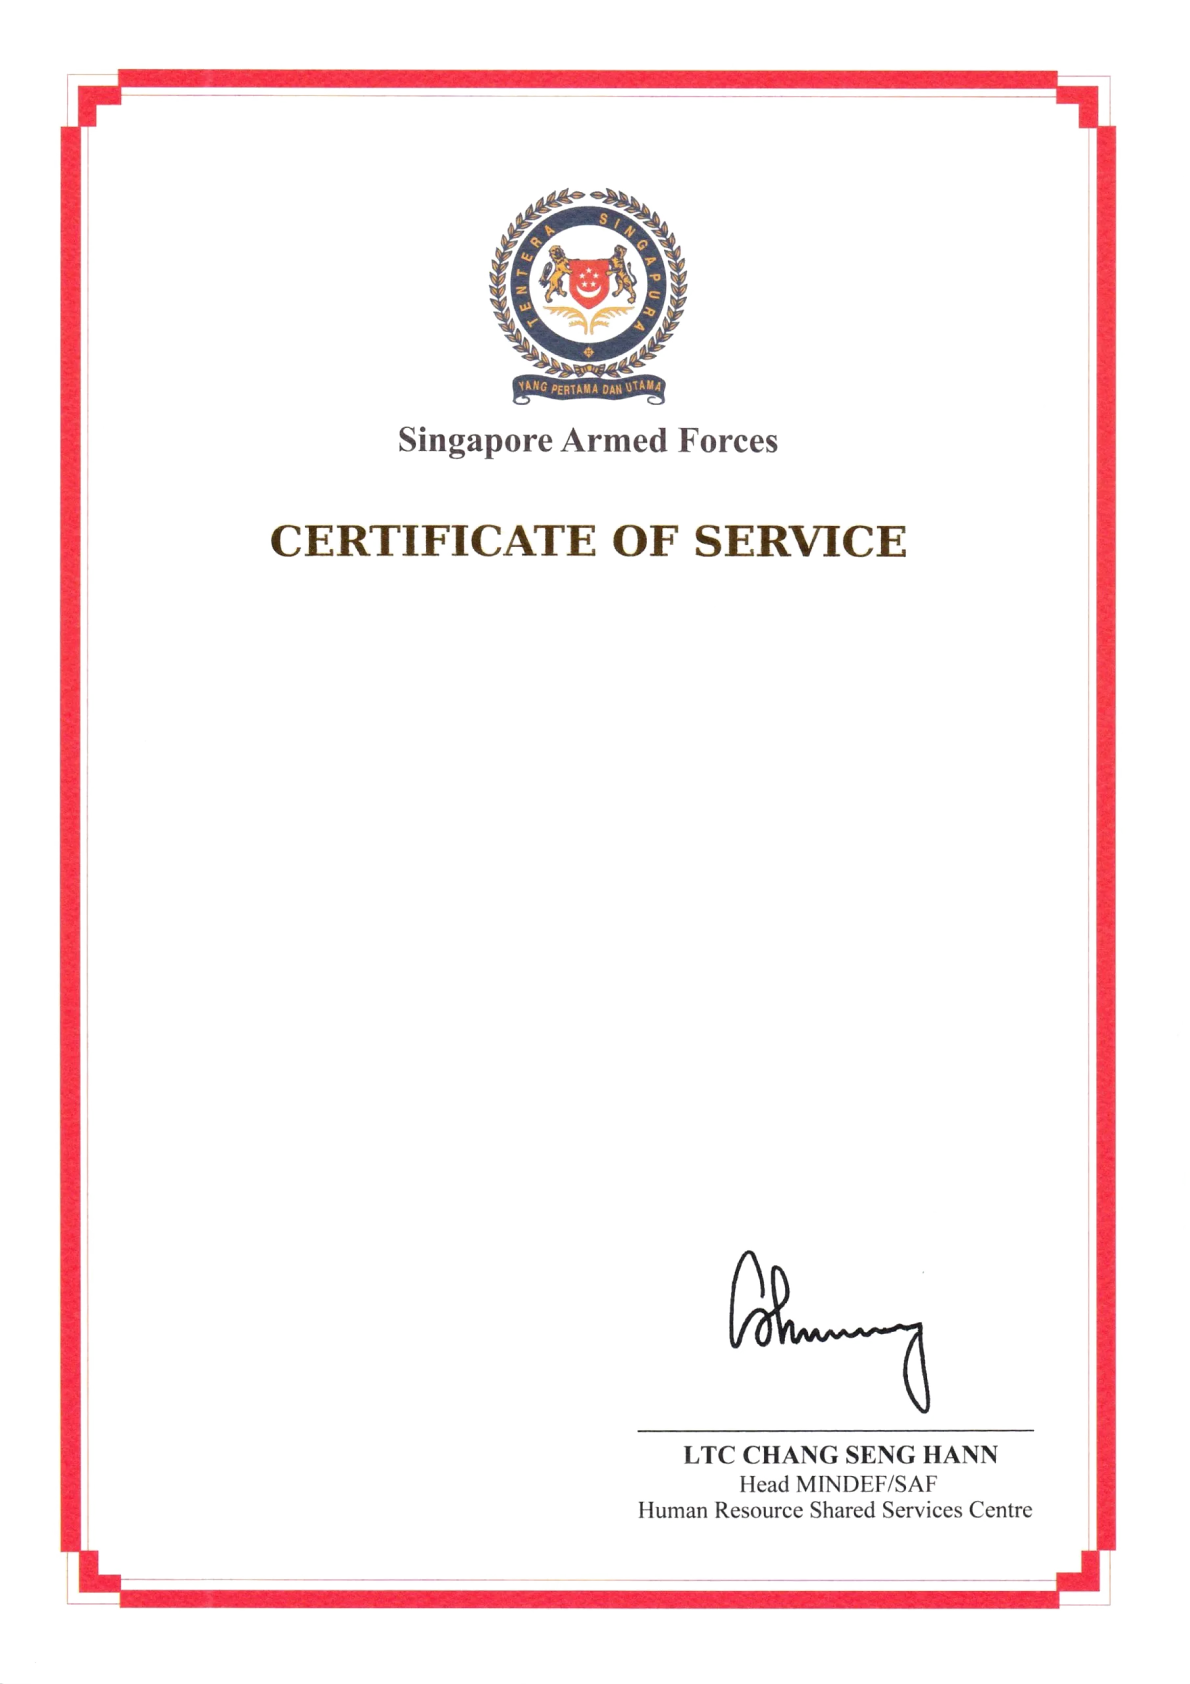 TENTERA SINGAPURA
YANG PERTAMA DAN UTAMA
Singapore Armed Forces
CERTIFICATE OF SERVICE
LTC CHANG SENG HANN
Head MINDEF/SAF
Human Resource Shared Services Centre